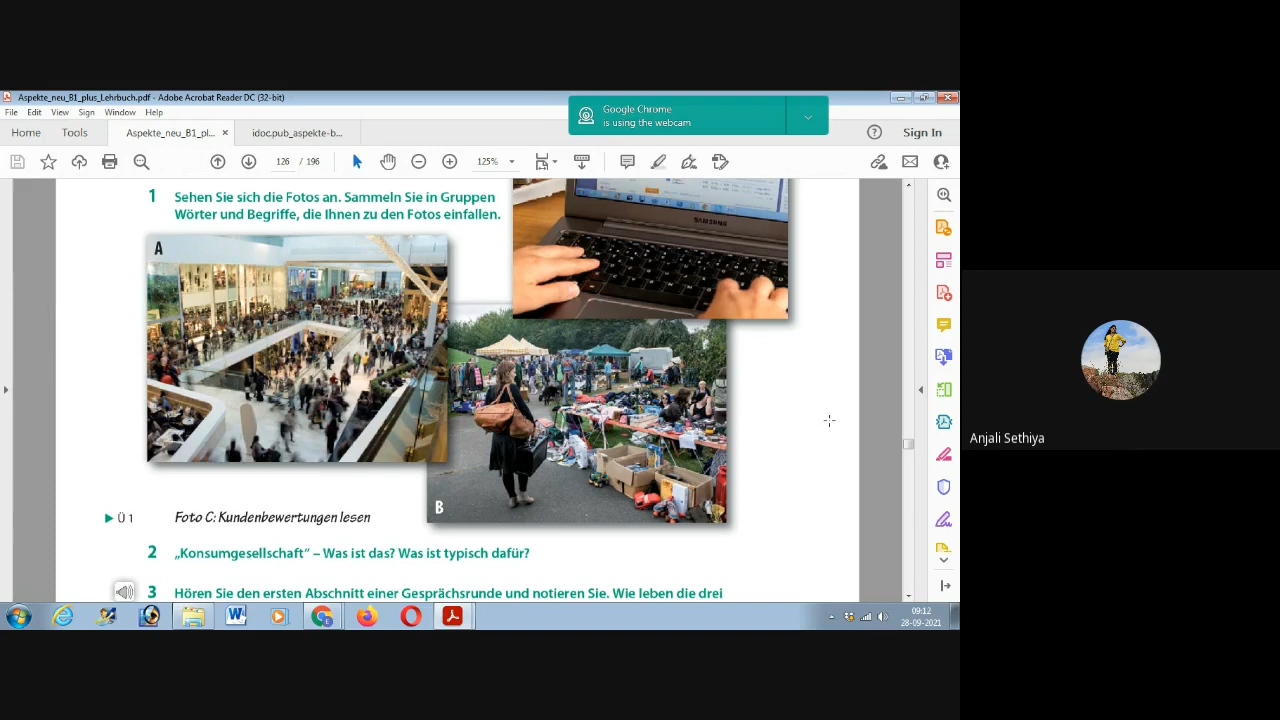 Aspekte_neu_B1_plus_Lehrbuch.pdf - Adobe Acrobat Reader DC (32-bit)
File Edit View Sign Window Help
Google Chrome
is using the webcam
Home Tools Aspekte_neu_B1_pl... × idoc.pub_aspekte-b... Sign In
126 / 196 125%
1 Sehen Sie sich die Fotos an. Sammeln Sie in Gruppen
Wörter und Begriffe, die Ihnen zu den Fotos einfallen.
SAMSUNG
A
B
Ü 1 Foto C: Kundenbewertungen lesen
2 „Konsumgesellschaft“ – Was ist das? Was ist typisch dafür?
3 Hören Sie den ersten Abschnitt einer Gesprächsrunde und notieren Sie. Wie leben die drei
Anjali Sethiya
09:12
28-09-2021